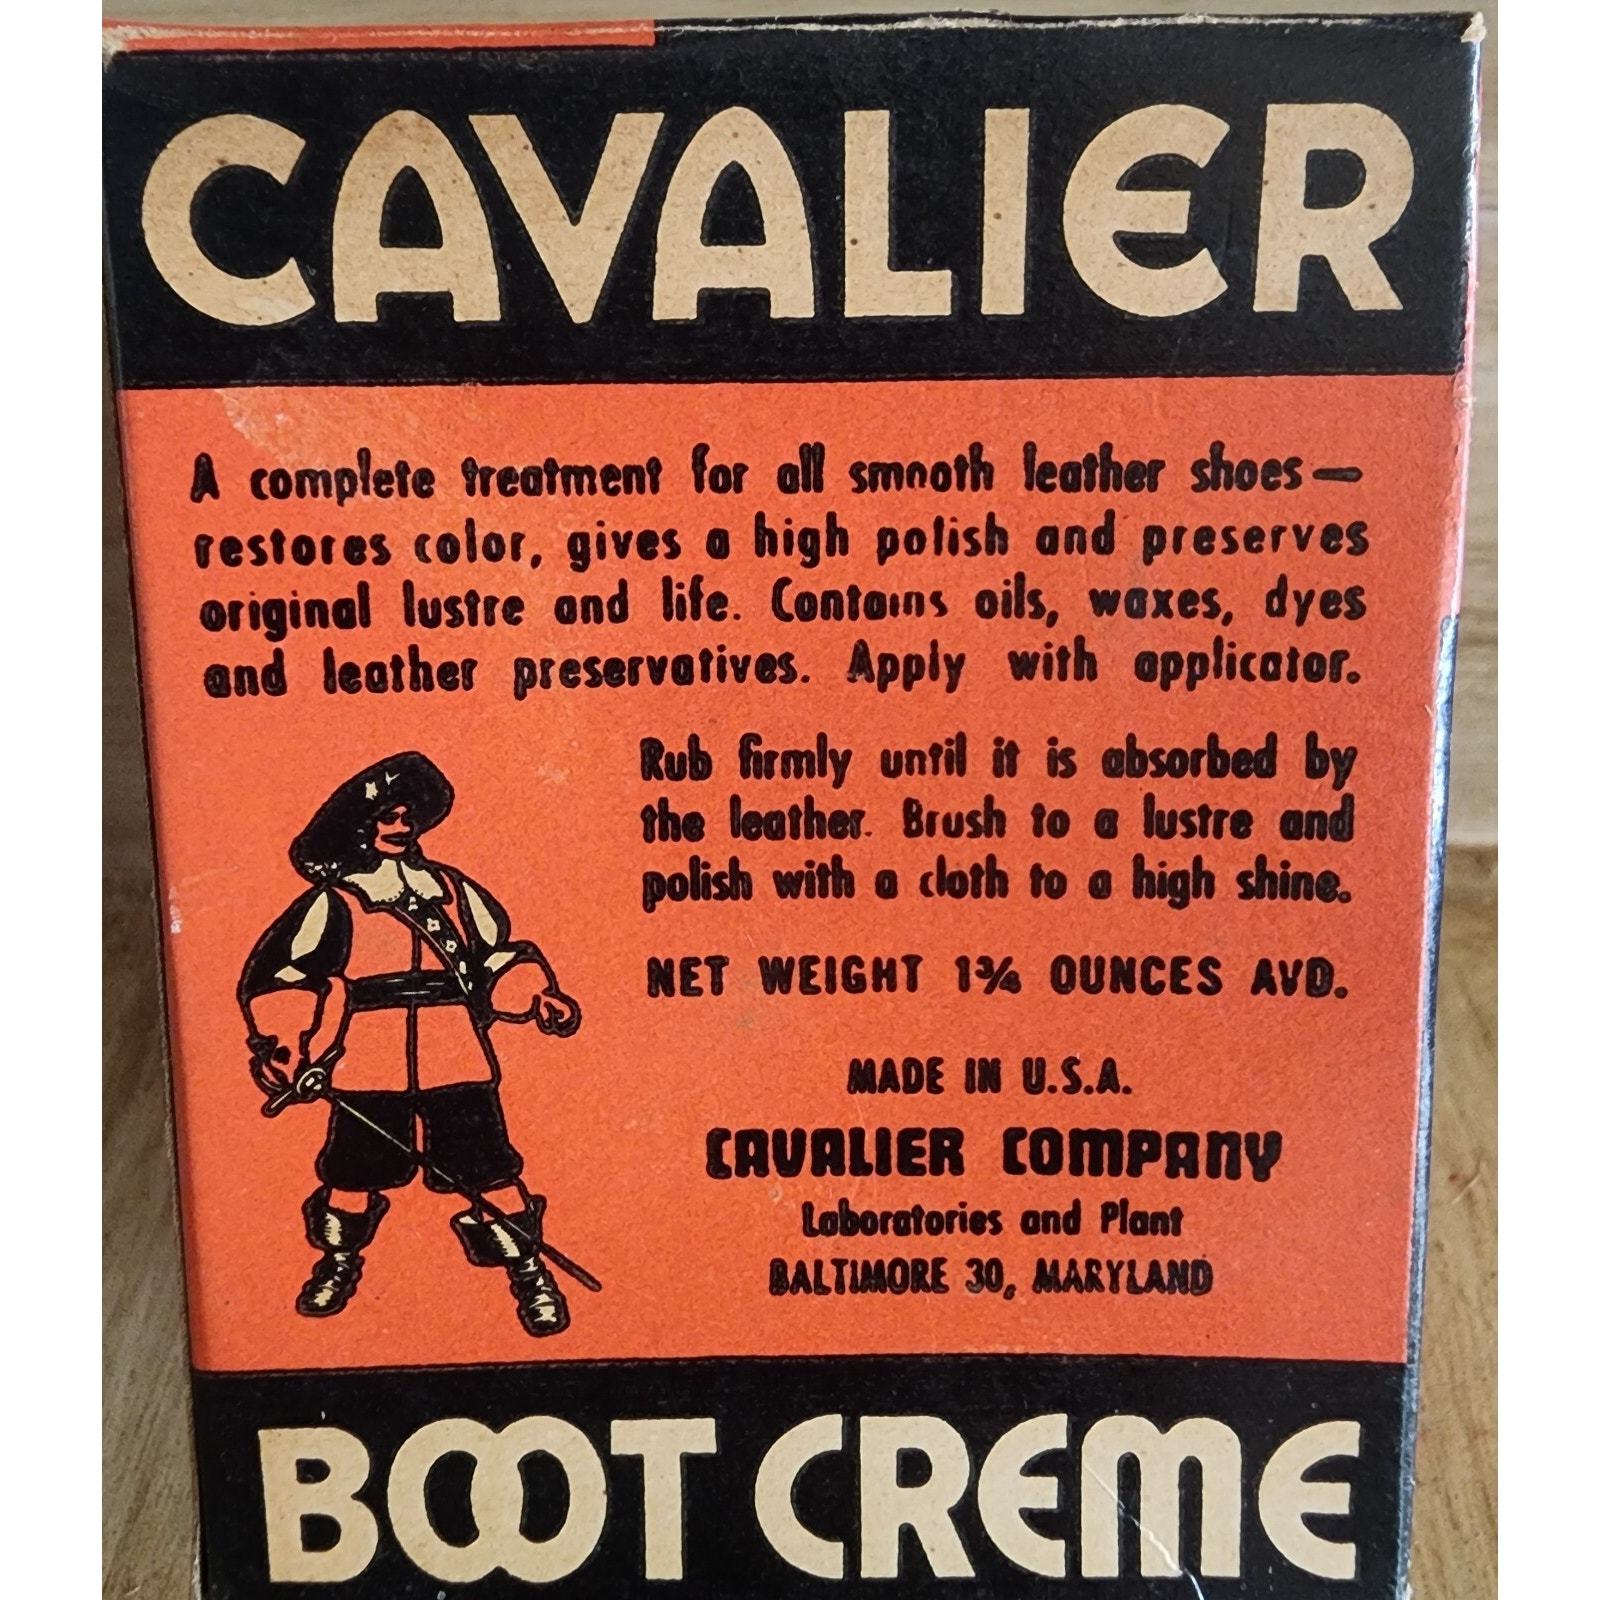 CAVALIER
A complete treatment for all smooth leather shoes—
restores color, gives a high polish and preserves
original lustre and life. Contains oils, waxes, dyes
and leather preservatives. Apply with applicator.
Rub firmly until it is absorbed by
the leather. Brush to a lustre and
polish with a cloth to a high shine.
NET WEIGHT 1¾ OUNCES AVD.
MADE IN U.S.A.
CAVALIER COMPANY
Laboratories and Plant
BALTIMORE 30, MARYLAND
BOOT CREME